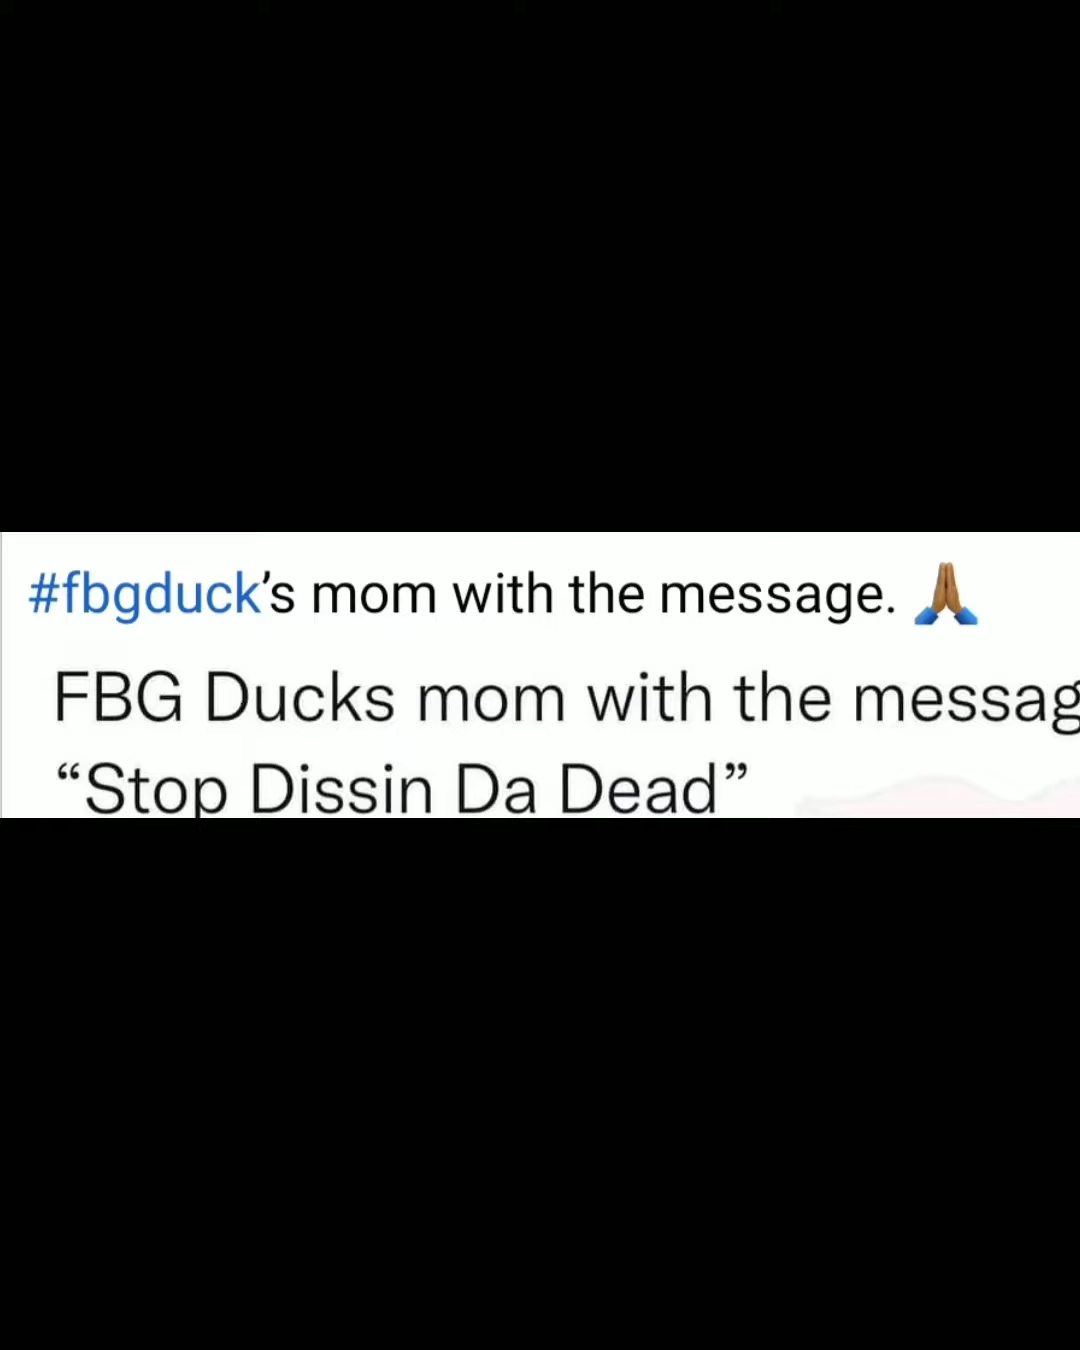 #fbgduck’s mom with the message. 🙏🏾
FBG Ducks mom with the messag
“Stop Dissin Da Dead”